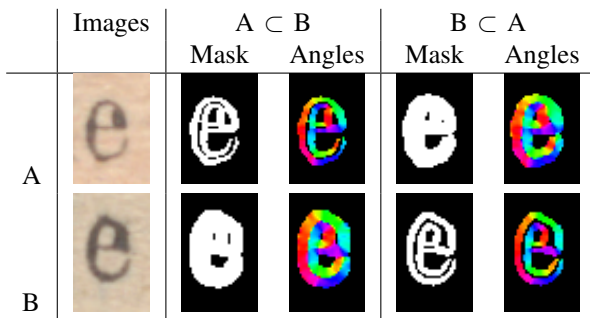 Images A ⊂ B B ⊂ A
Mask Angles Mask Angles
A e
B e